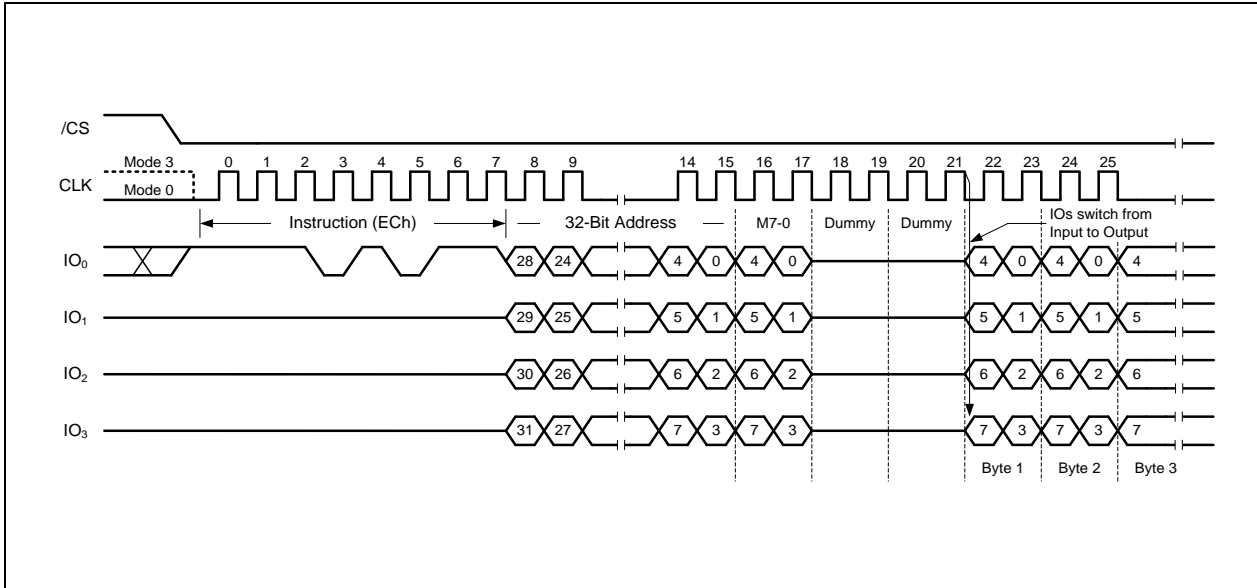 /CS
Mode 3 0 1 2 3 4 5 6 7 8 9 14 15 16 17 18 19 20 21 22 23 24 25
CLK
Mode 0
Instruction (ECh) 32-Bit Address M7-0 Dummy Dummy IOs switch from
Input to Output
IO₀ 28 24 4 0 4 0 4 0 4 0 4
IO₁ 29 25 5 1 5 1 5 1 5 1 5
IO₂ 30 26 6 2 6 2 6 2 6 2 6
IO₃ 31 27 7 3 7 3 7 3 7 3 7
Byte 1 Byte 2 Byte 3